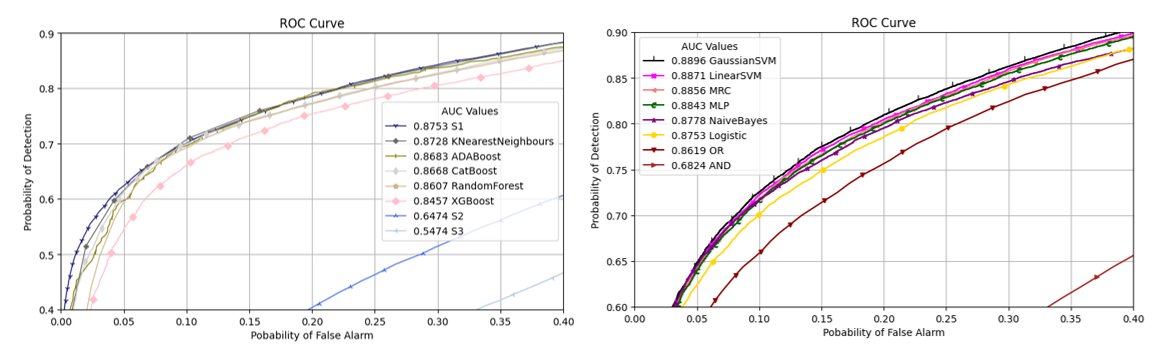 ROC Curve
Probability of Detection
0.9
0.8
0.7
0.6
0.5
0.4
AUC Values
0.8753 S1
0.8728 KNearestNeighbours
0.8683 ADABoost
0.8668 CatBoost
0.8607 RandomForest
0.8457 XGBoost
0.6474 S2
0.5474 S3
0.00 0.05 0.10 0.15 0.20 0.25 0.30 0.35 0.40
Pobability of False Alarm
ROC Curve
Probability of Detection
0.90
0.85
0.80
0.75
0.70
0.65
0.60
AUC Values
0.8896 GaussianSVM
0.8871 LinearSVM
0.8856 MRC
0.8843 MLP
0.8778 NaiveBayes
0.8753 Logistic
0.8619 OR
0.6824 AND
0.00 0.05 0.10 0.15 0.20 0.25 0.30 0.35 0.40
Pobability of False Alarm